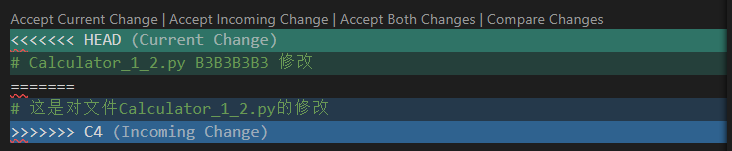 Accept Current Change | Accept Incoming Change | Accept Both Changes | Compare Changes
<<<<<<< HEAD (Current Change)
# Calculator_1_2.py B3B3B3B3 修改
=======
# 这是对文件Calculator_1_2.py的修改
>>>>>>> C4 (Incoming Change)